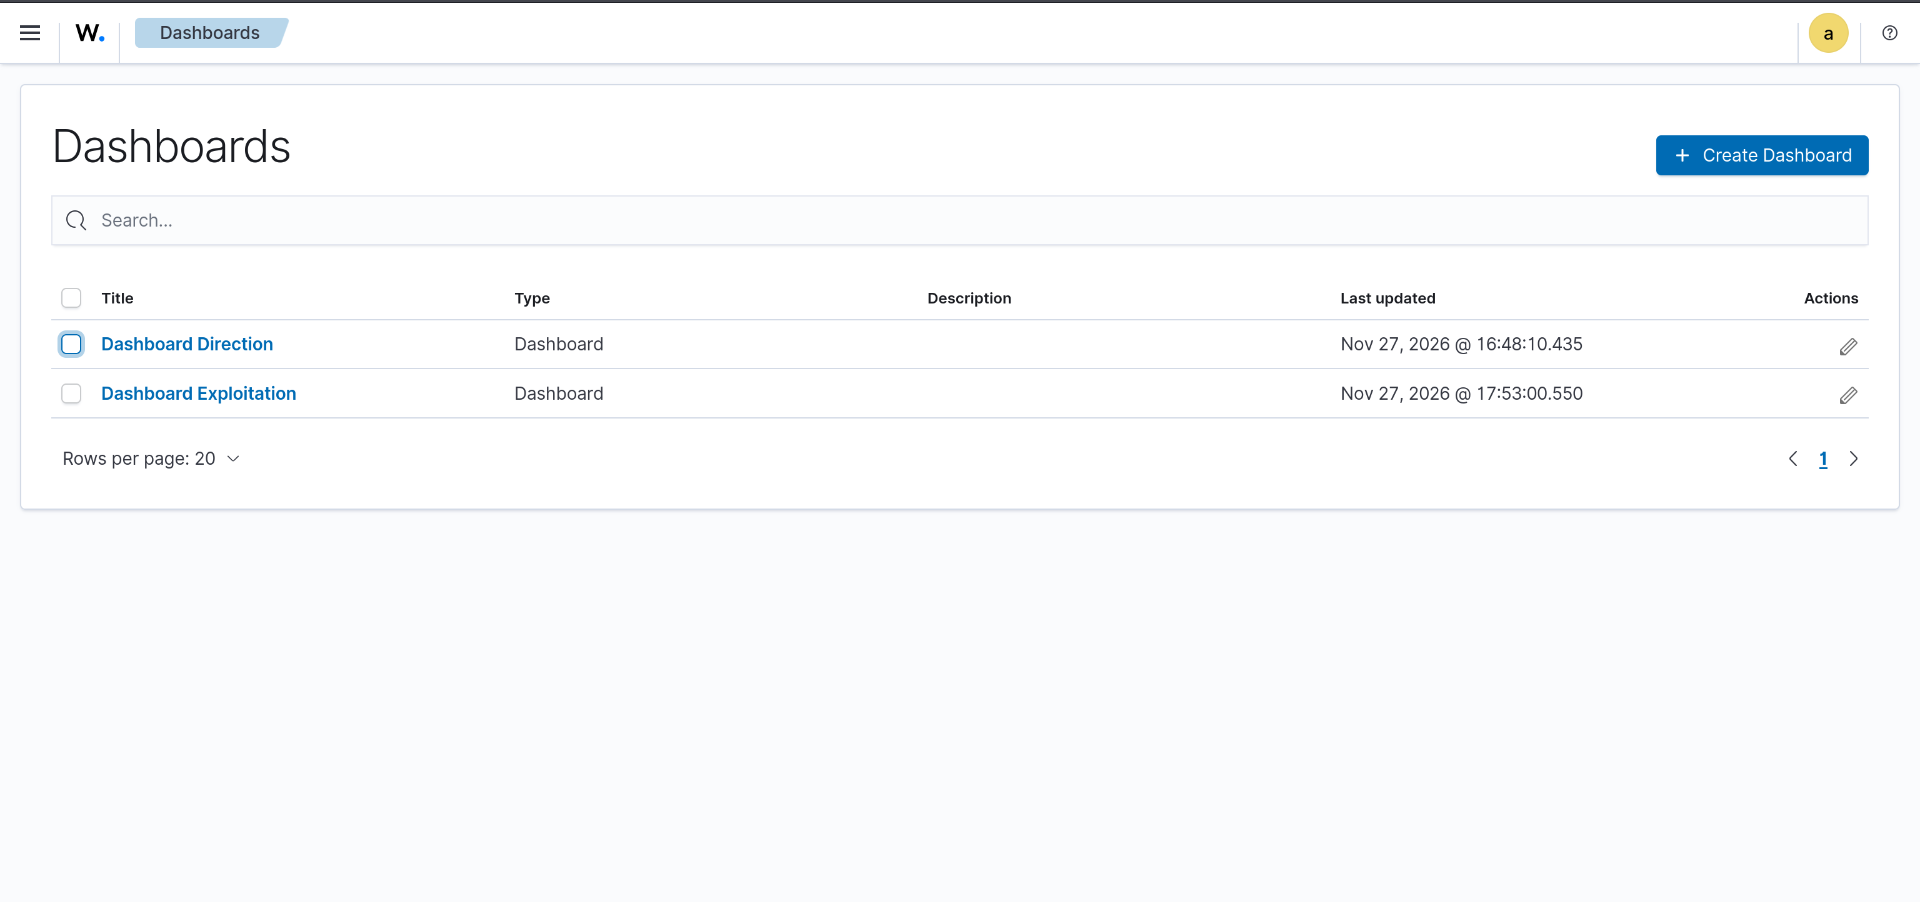 W. Dashboards a
Dashboards
Create Dashboard
Search...
Title Type Description Last updated Actions
Dashboard Direction Dashboard Nov 27, 2026 @ 16:48:10.435
Dashboard Exploitation Dashboard Nov 27, 2026 @ 17:53:00.550
Rows per page: 20 1